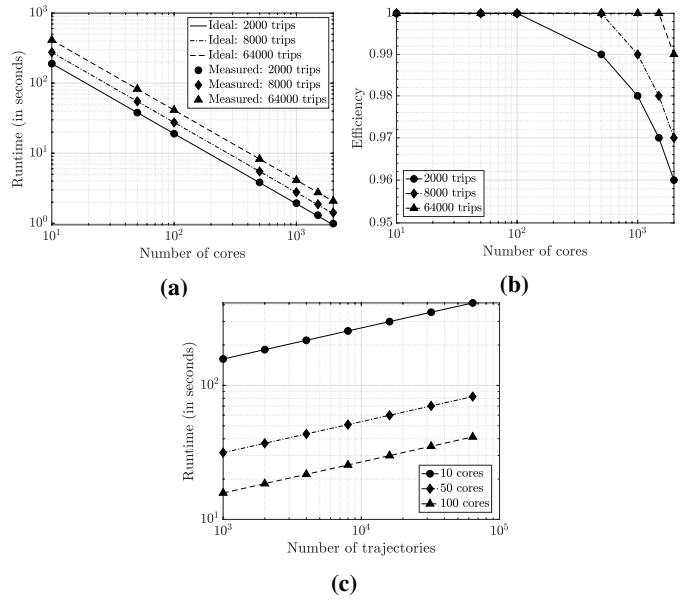 10^3
10^2
10^1
10^0
Runtime (in seconds)
Ideal: 2000 trips
Ideal: 8000 trips
Ideal: 64000 trips
Measured: 2000 trips
Measured: 8000 trips
Measured: 64000 trips
10^1 10^2 10^3
Number of cores
(a)
1
0.99
0.98
0.97
0.96
0.95
Efficiency
2000 trips
8000 trips
64000 trips
10^1 10^2 10^3
Number of cores
(b)
10^2
10^1
Runtime (in seconds)
10 cores
50 cores
100 cores
10^3 10^4 10^5
Number of trajectories
(c)